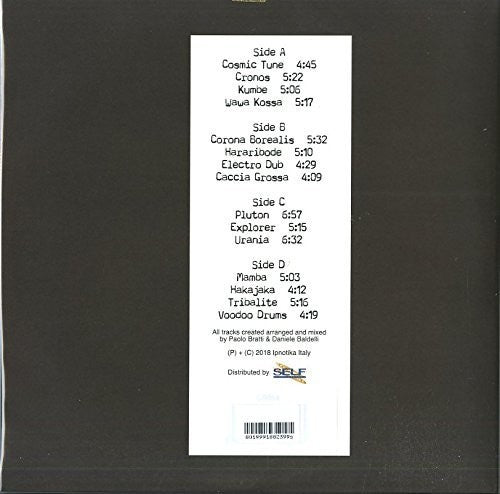 Side A
Cosmic Tune 4:45
Cronos 5:22
Kumbe 5:06
Wawa Kossa 5:17
Side B
Corona Borealis 5:32
Hararibode 5:10
Electro Dub 4:29
Caccia Grossa 4:09
Side C
Pluton 6:57
Explorer 5:15
Urania 6:32
Side D
Mamba 5:03
Hakajaka 4:12
Tribalite 5:16
Voodoo Drums 4:19
All tracks created arranged and mixed
by Paolo Bratti & Daniele Baldelli
(P) + (C) 2018 Ipnotika Italy
Distributed by SELF
8019991882399